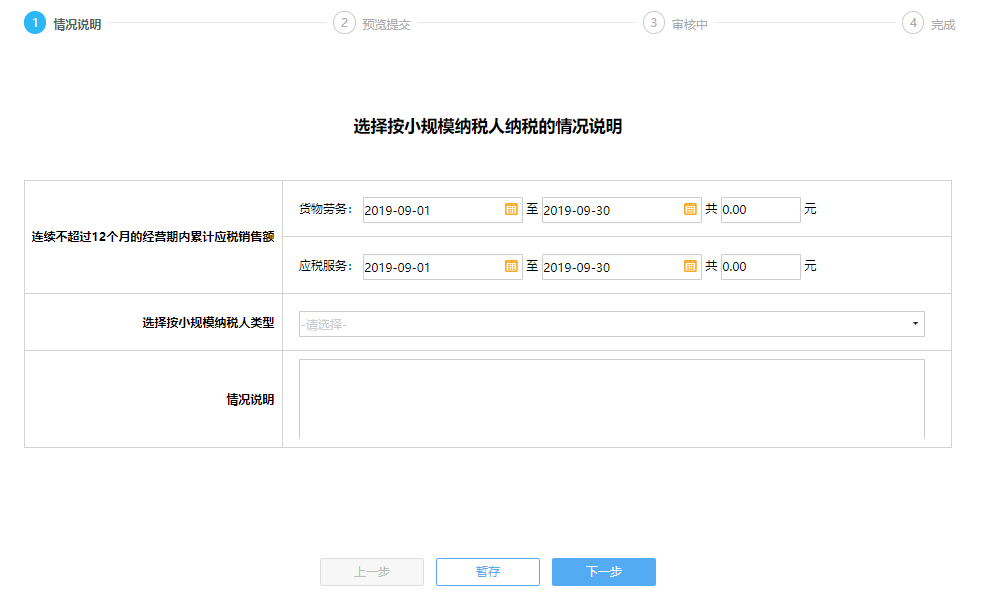 1 情况说明 2 预览提交 3 审核中 4 完成
选择按小规模纳税人纳税的情况说明
连续不超过12个月的经营期内累计应税销售额
货物劳务： 2019-09-01 至 2019-09-30 共 0.00 元
应税服务： 2019-09-01 至 2019-09-30 共 0.00 元
选择按小规模纳税人类型 -请选择-
情况说明
上一步 暂存 下一步